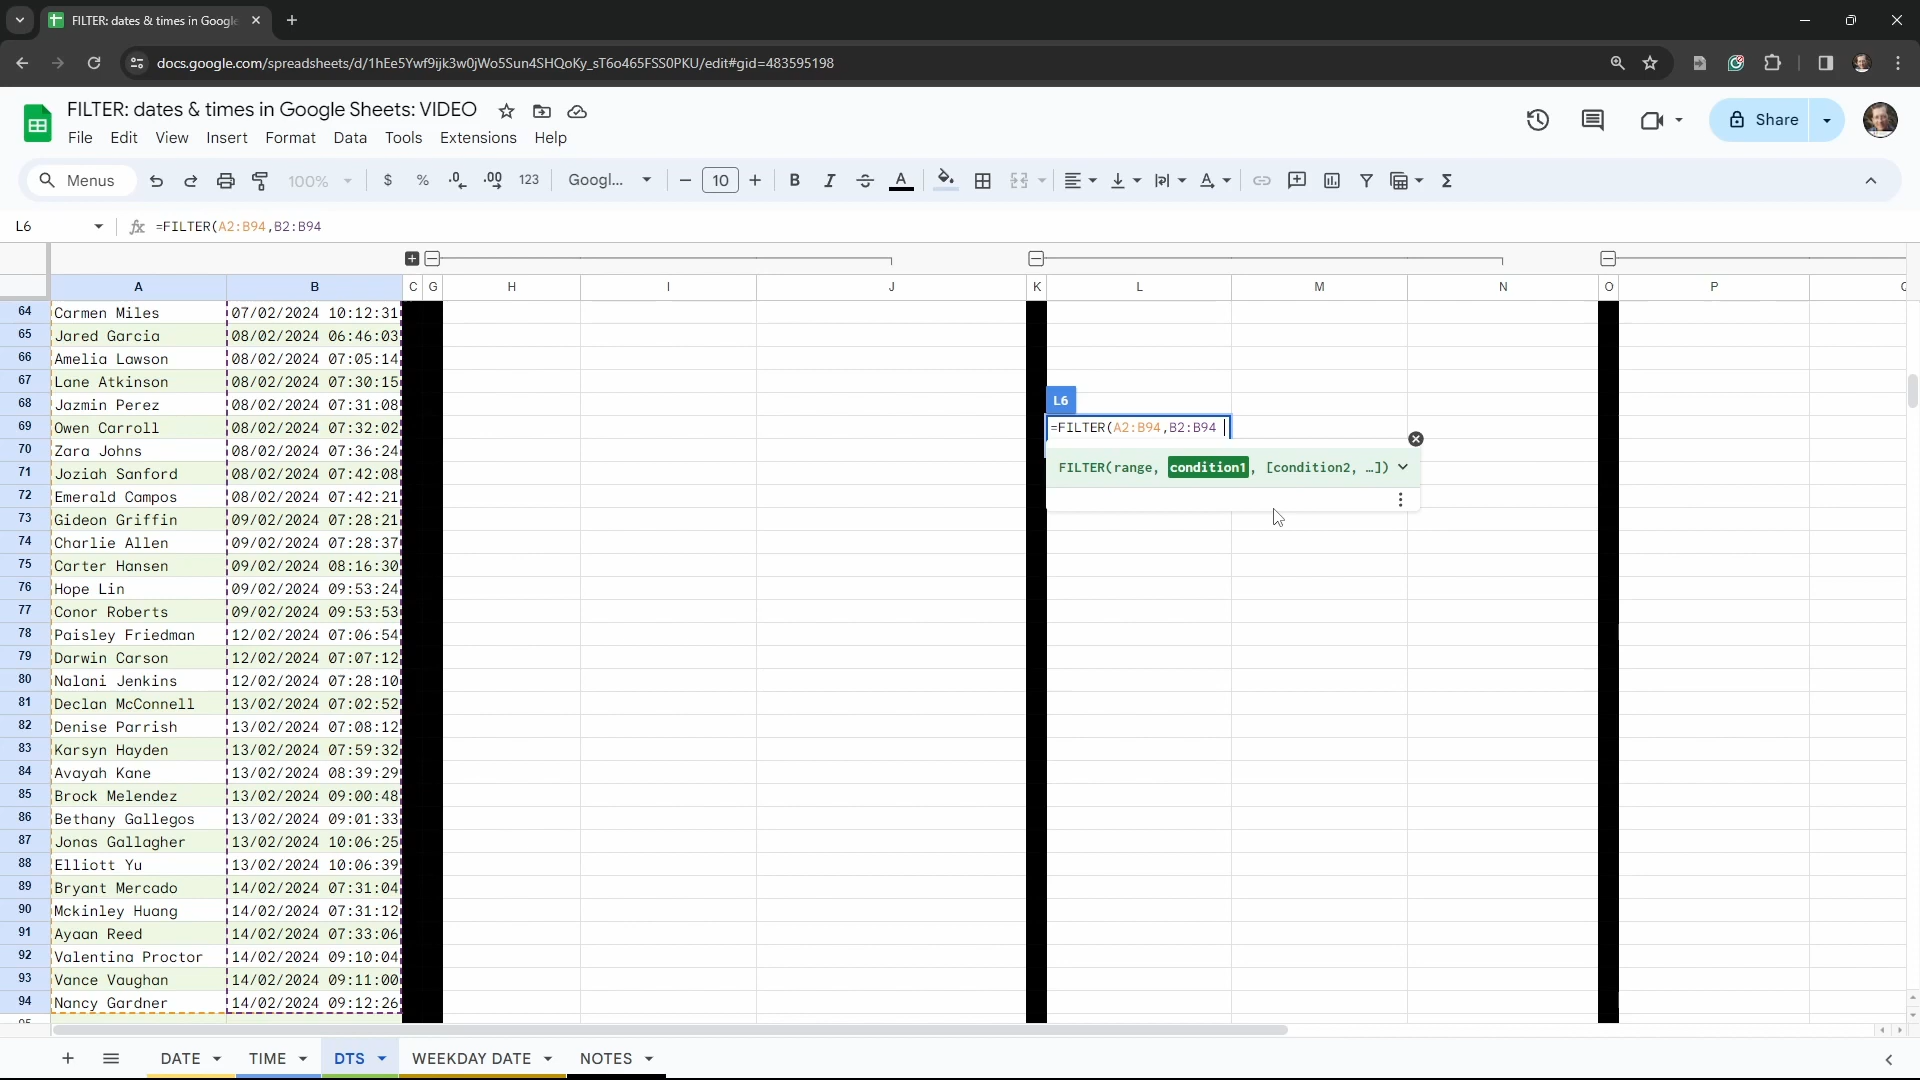 FILTER: dates & times in Google
docs.google.com/spreadsheets/d/1hEe5Ywf9ijk3w0jWo5Sun4SHQoKy_sT6o465FSS0PKU/edit#gid=483595198
FILTER: dates & times in Google Sheets: VIDEO
File Edit View Insert Format Data Tools Extensions Help
Share
Menus 100% $ % .0 .00 123 Googl... 10 B I A
L6 fx =FILTER(A2:B94,B2:B94
A B C G H I J K L M N O P
64 Carmen Miles 07/02/2024 10:12:31
65 Jared Garcia 08/02/2024 06:46:03
66 Amelia Lawson 08/02/2024 07:05:14
67 Lane Atkinson 08/02/2024 07:30:15
68 Jazmin Perez 08/02/2024 07:31:08
L6
69 Owen Carroll 08/02/2024 07:32:02
=FILTER(A2:B94,B2:B94
70 Zara Johns 08/02/2024 07:36:24
71 Joziah Sanford 08/02/2024 07:42:08
FILTER(range, condition1, [condition2, …])
72 Emerald Campos 08/02/2024 07:42:21
73 Gideon Griffin 09/02/2024 07:28:21
74 Charlie Allen 09/02/2024 07:28:37
75 Carter Hansen 09/02/2024 08:16:30
76 Hope Lin 09/02/2024 09:53:24
77 Conor Roberts 09/02/2024 09:53:53
78 Paisley Friedman 12/02/2024 07:06:54
79 Darwin Carson 12/02/2024 07:07:12
80 Nalani Jenkins 12/02/2024 07:28:10
81 Declan McConnell 13/02/2024 07:02:52
82 Denise Parrish 13/02/2024 07:08:12
83 Karsyn Hayden 13/02/2024 07:59:32
84 Avayah Kane 13/02/2024 08:39:29
85 Brock Melendez 13/02/2024 09:00:48
86 Bethany Gallegos 13/02/2024 09:01:33
87 Jonas Gallagher 13/02/2024 10:06:25
88 Elliott Yu 13/02/2024 10:06:39
89 Bryant Mercado 14/02/2024 07:31:04
90 Mckinley Huang 14/02/2024 07:31:12
91 Ayaan Reed 14/02/2024 07:33:06
92 Valentina Proctor 14/02/2024 09:10:04
93 Vance Vaughan 14/02/2024 09:11:00
94 Nancy Gardner 14/02/2024 09:12:26
DATE TIME DTS WEEKDAY DATE NOTES